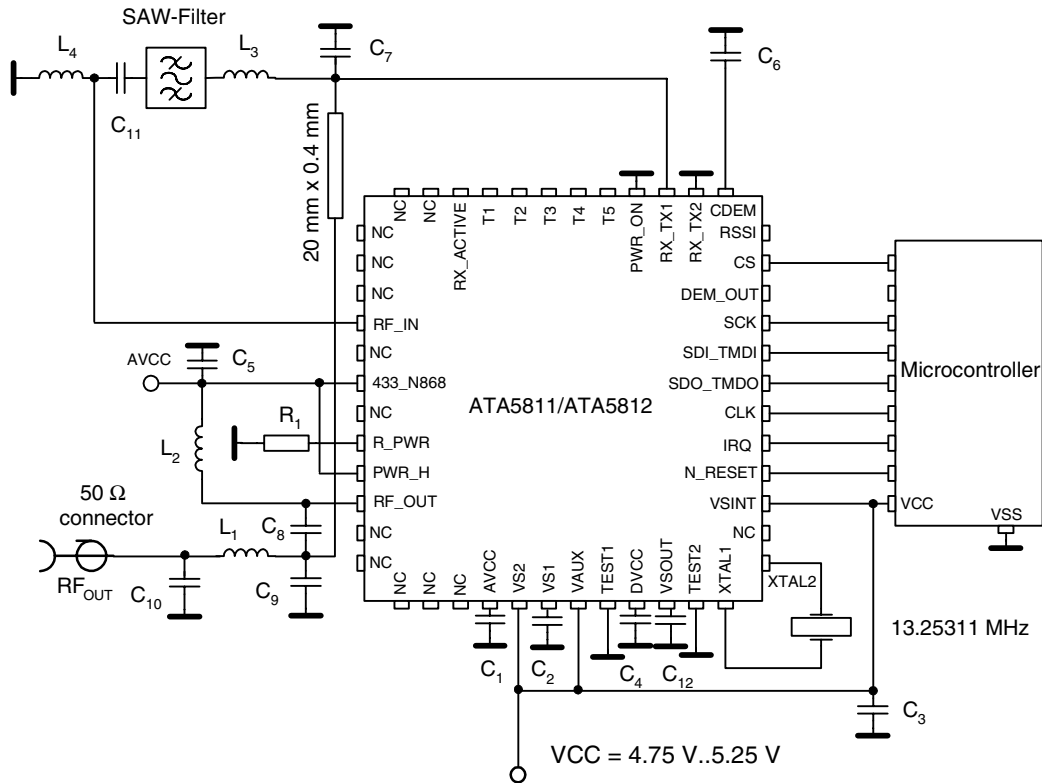 SAW-Filter
L4
L3
C7
C6
C11
20 mm x 0.4 mm
NC
NC
RX_ACTIVE
T1
T2
T3
T4
T5
PWR_ON
RX_TX1
RX_TX2
CDEM
NC
NC
NC
RF_IN
NC
433_N868
NC
R_PWR
PWR_H
RF_OUT
NC
NC
AVCC
C5
L2
R1
50 Ω
connector
RFOUT
L1
C8
C10
C9
ATA5811/ATA5812
RSSI
CS
DEM_OUT
SCK
SDI_TMDI
SDO_TMDO
CLK
IRQ
N_RESET
VSINT
NC
XTAL2
Microcontroller
VCC
VSS
NC
NC
NC
AVCC
VS2
VS1
VAUX
TEST1
DVCC
VSOUT
TEST2
XTAL1
C1
C2
C4
C12
13.25311 MHz
C3
VCC = 4.75 V..5.25 V